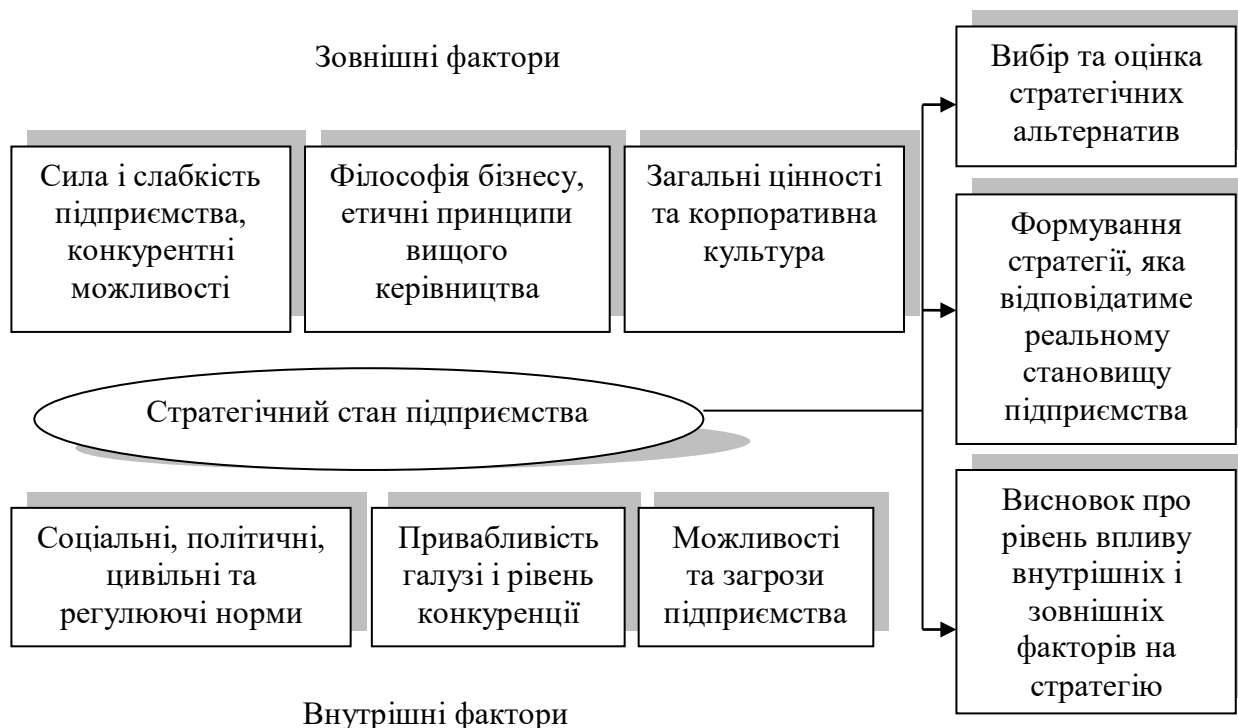 Зовнішні фактори
Сила і слабкість
підприємства,
конкурентні
можливості
Філософія бізнесу,
етичні принципи
вищого
керівництва
Загальні цінності
та корпоративна
культура
Стратегічний стан підприємства
Соціальні, політичні,
цивільні та
регулюючі норми
Привабливість
галузі і рівень
конкуренції
Можливості
та загрози
підприємства
Внутрішні фактори
Вибір та оцінка
стратегічних
альтернатив
Формування
стратегії, яка
відповідатиме
реальному
становищу
підприємства
Висновок про
рівень впливу
внутрішніх і
зовнішніх
факторів на
стратегію